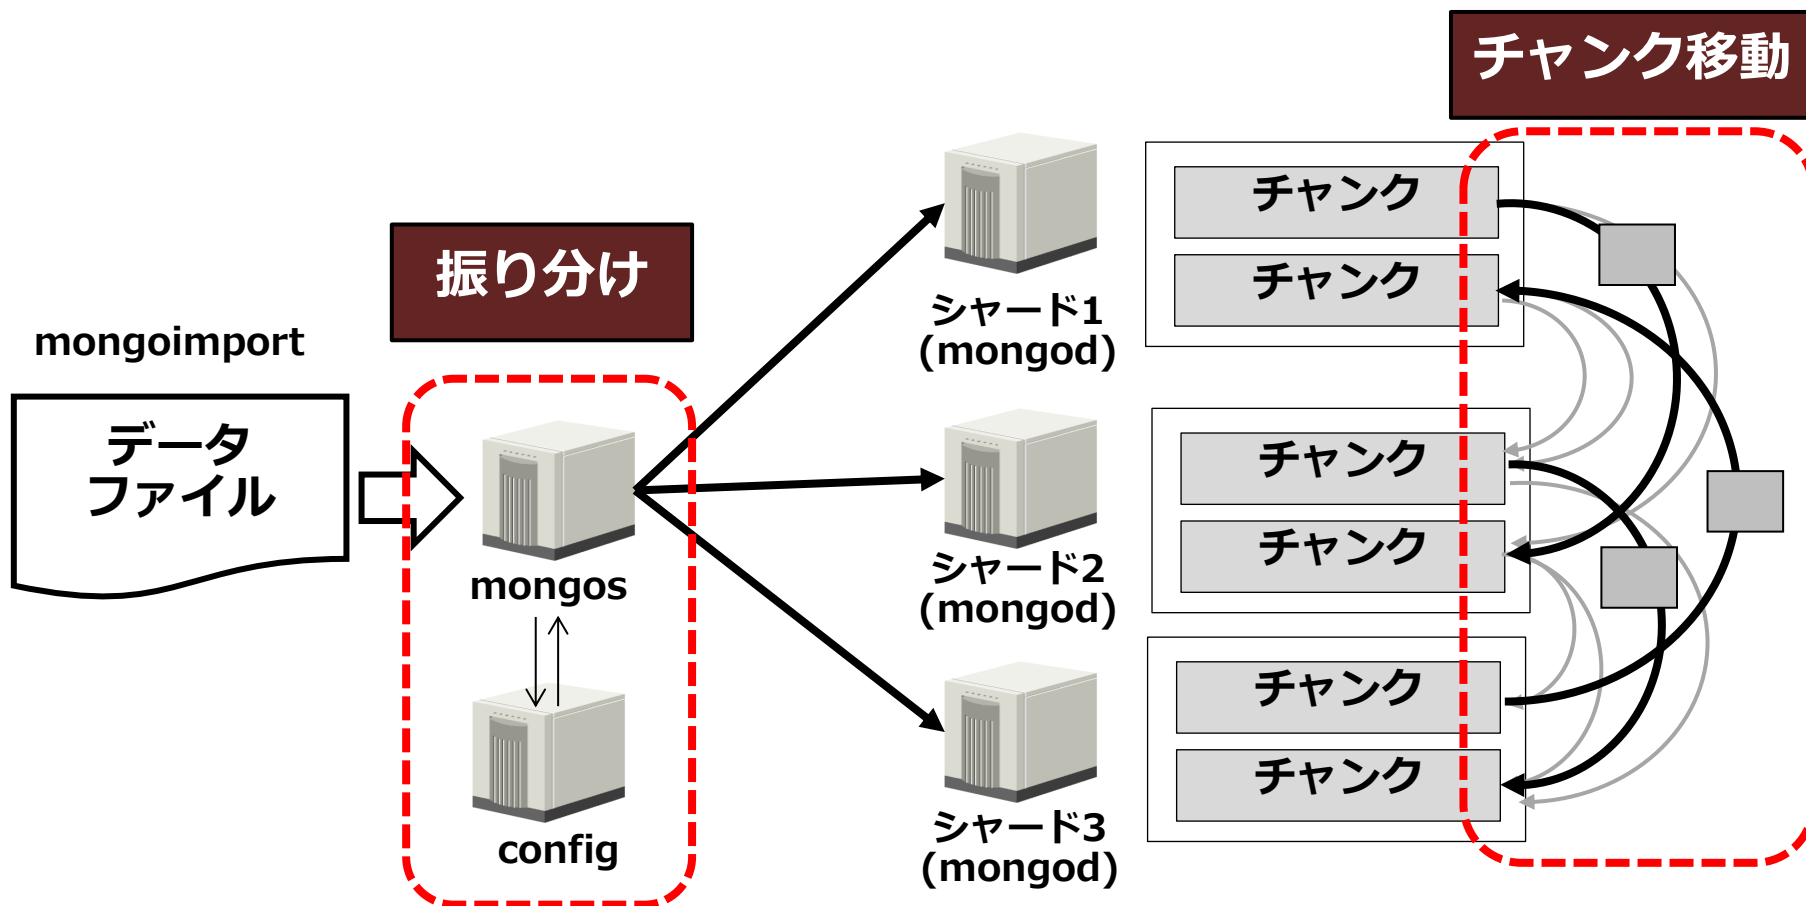 チャンク移動
振り分け
mongoimport
データ
ファイル
mongos
config
シャード1
(mongod)
チャンク
チャンク
シャード2
(mongod)
チャンク
チャンク
シャード3
(mongod)
チャンク
チャンク